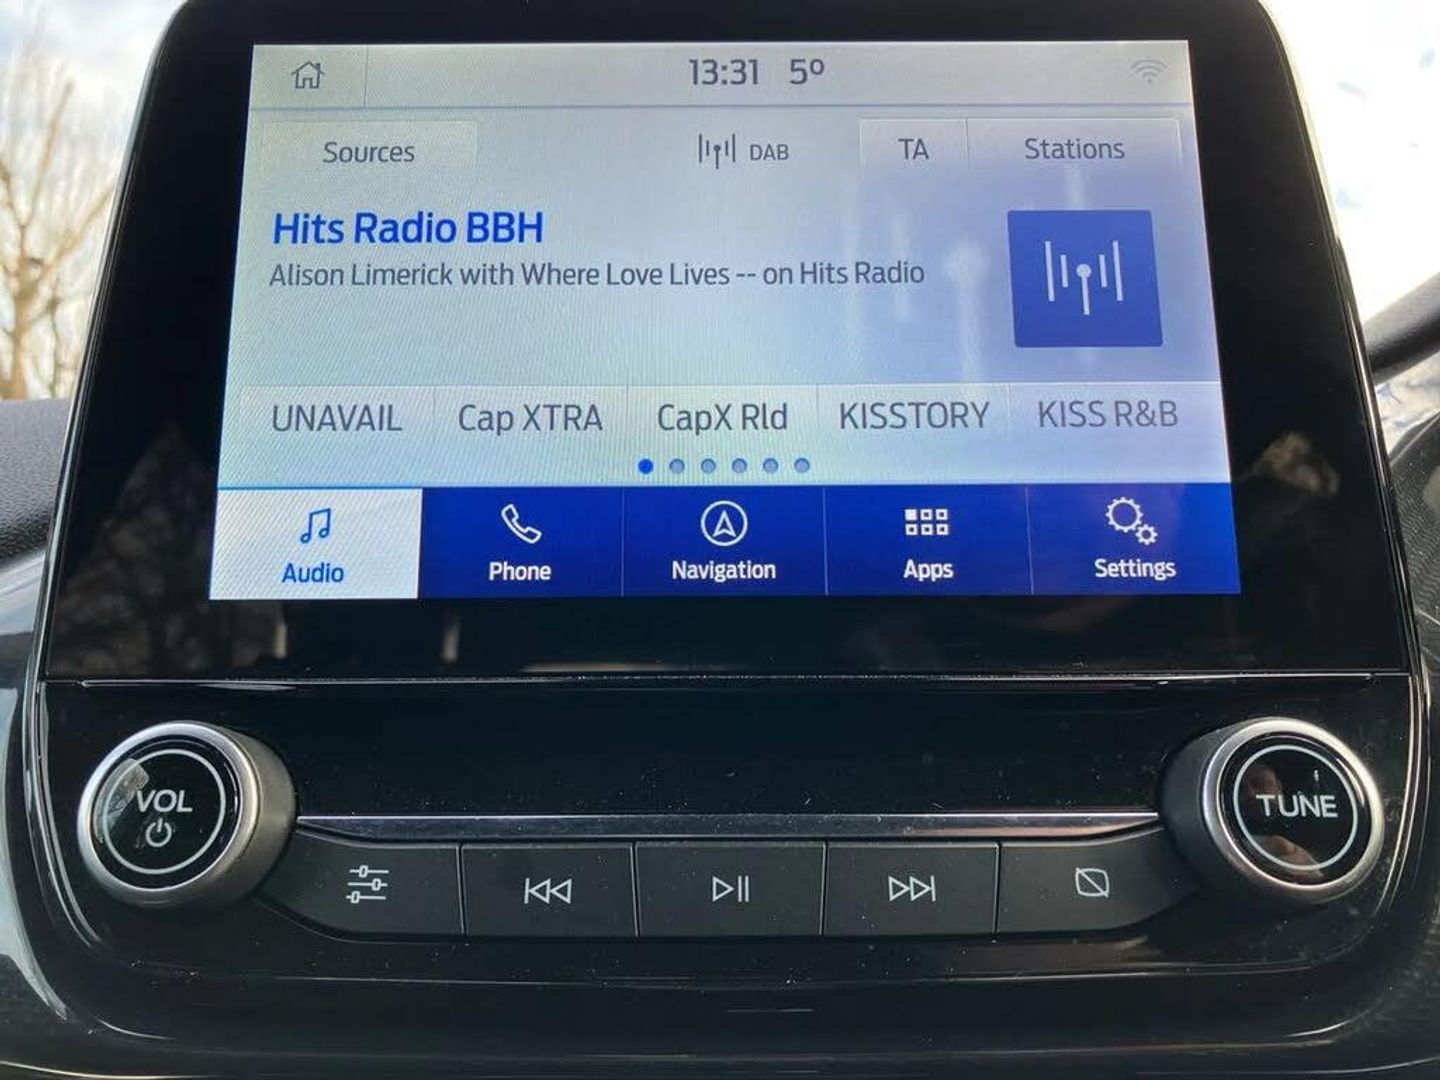 13:31 5º
Sources DAB TA Stations
Hits Radio BBH
Alison Limerick with Where Love Lives -- on Hits Radio
UNAVAIL Cap XTRA CapX Rld KISSTORY KISS R&B
Audio Phone Navigation Apps Settings
VOL TUNE